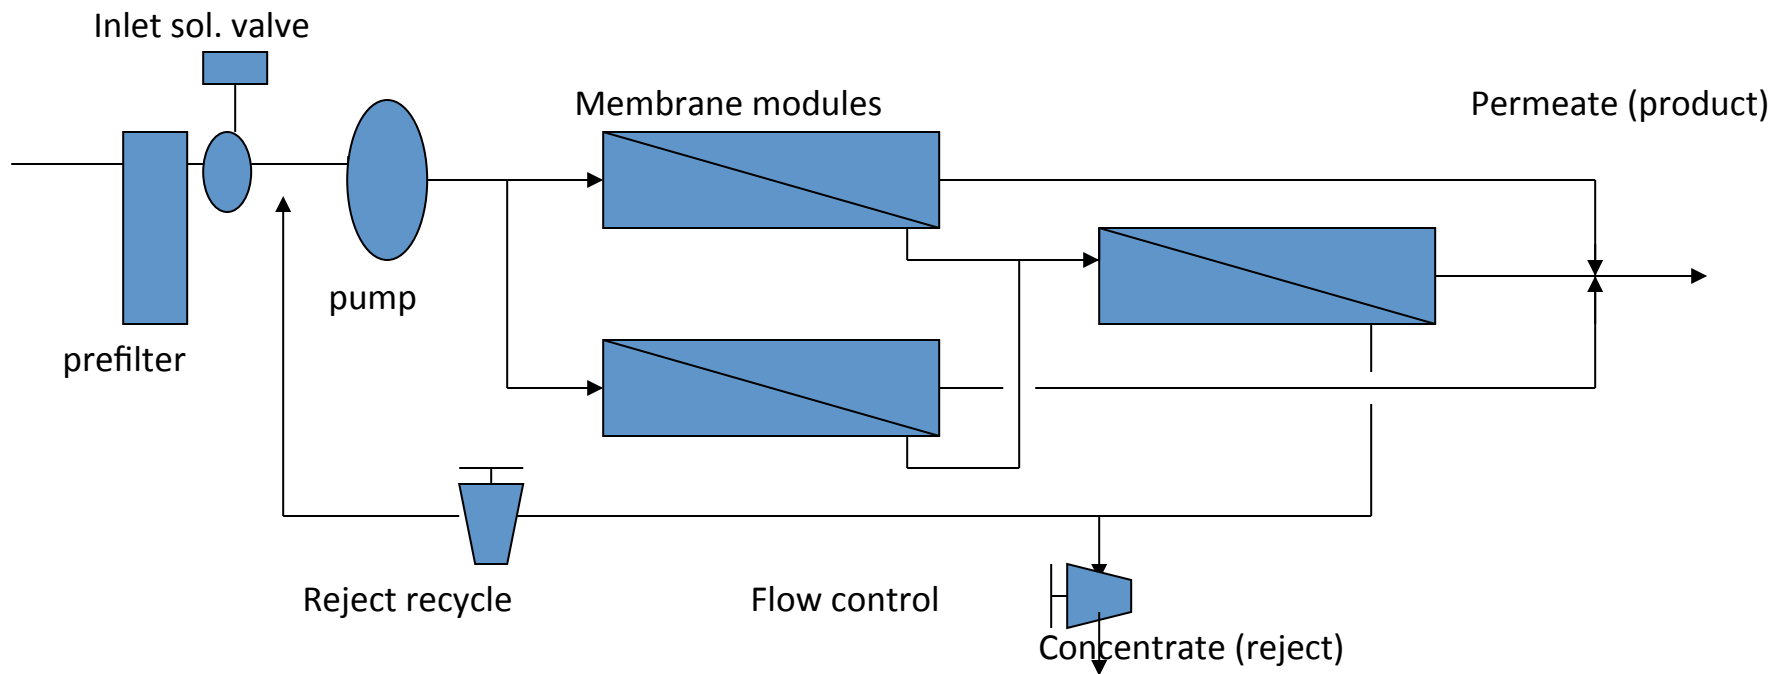 Inlet sol. valve
Membrane modules
Permeate (product)
pump
prefilter
Reject recycle
Flow control
Concentrate (reject)